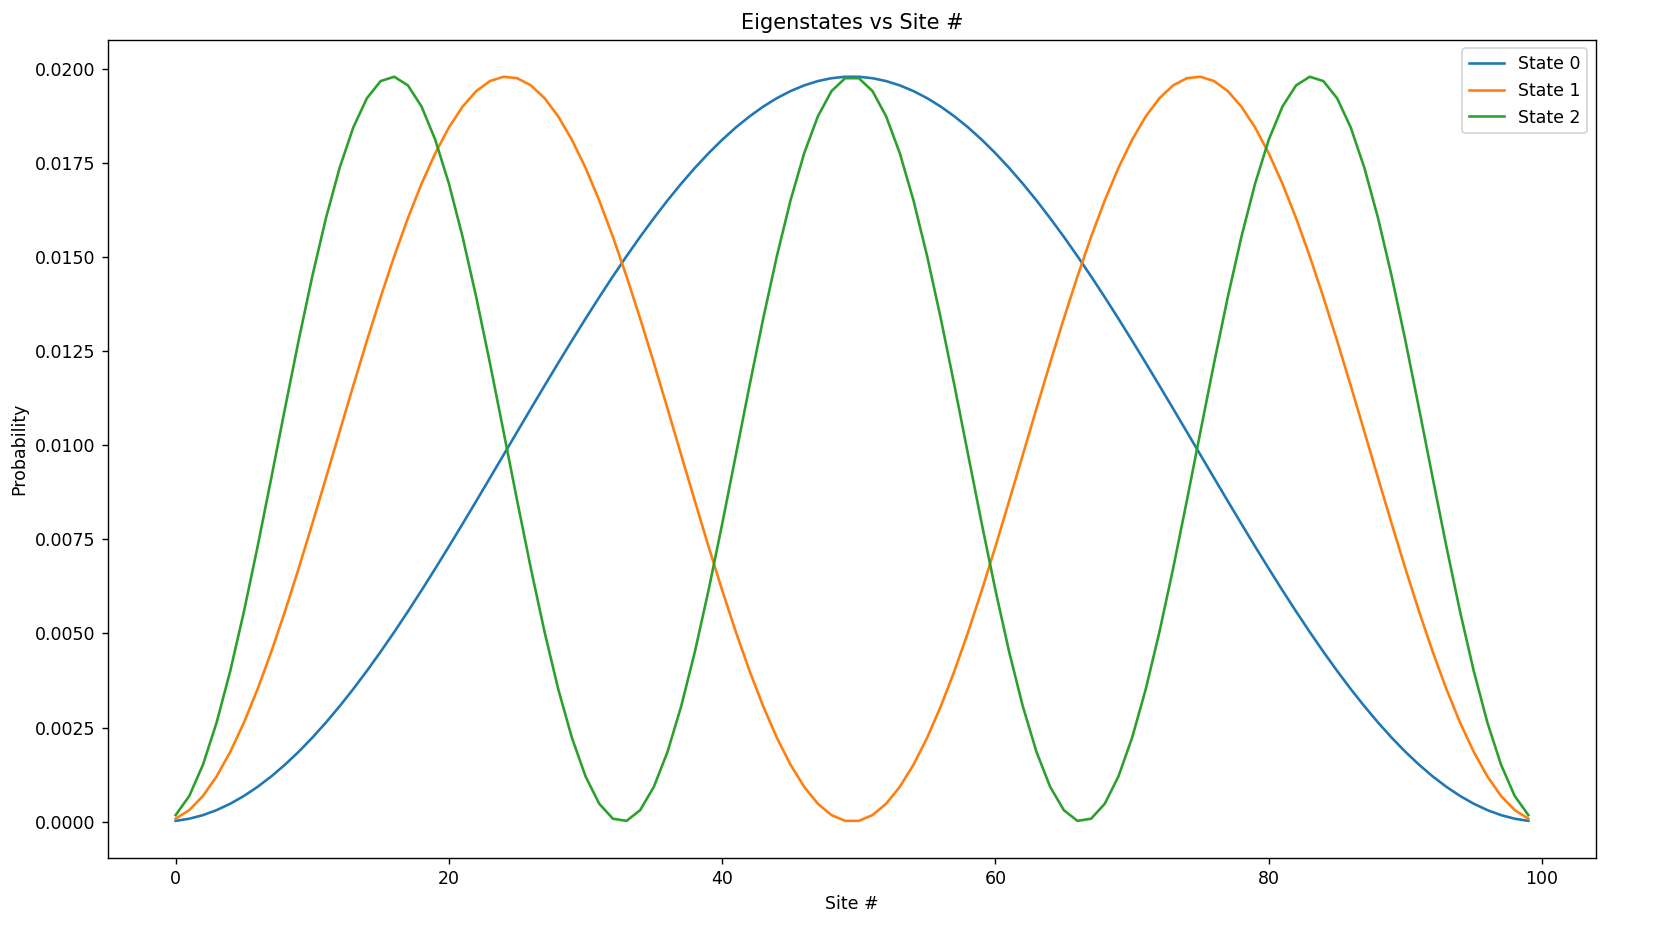 Eigenstates vs Site #
State 0
State 1
State 2
0.0200
0.0175
0.0150
0.0125
0.0100
0.0075
0.0050
0.0025
0.0000
Probability
0 20 40 60 80 100
Site #